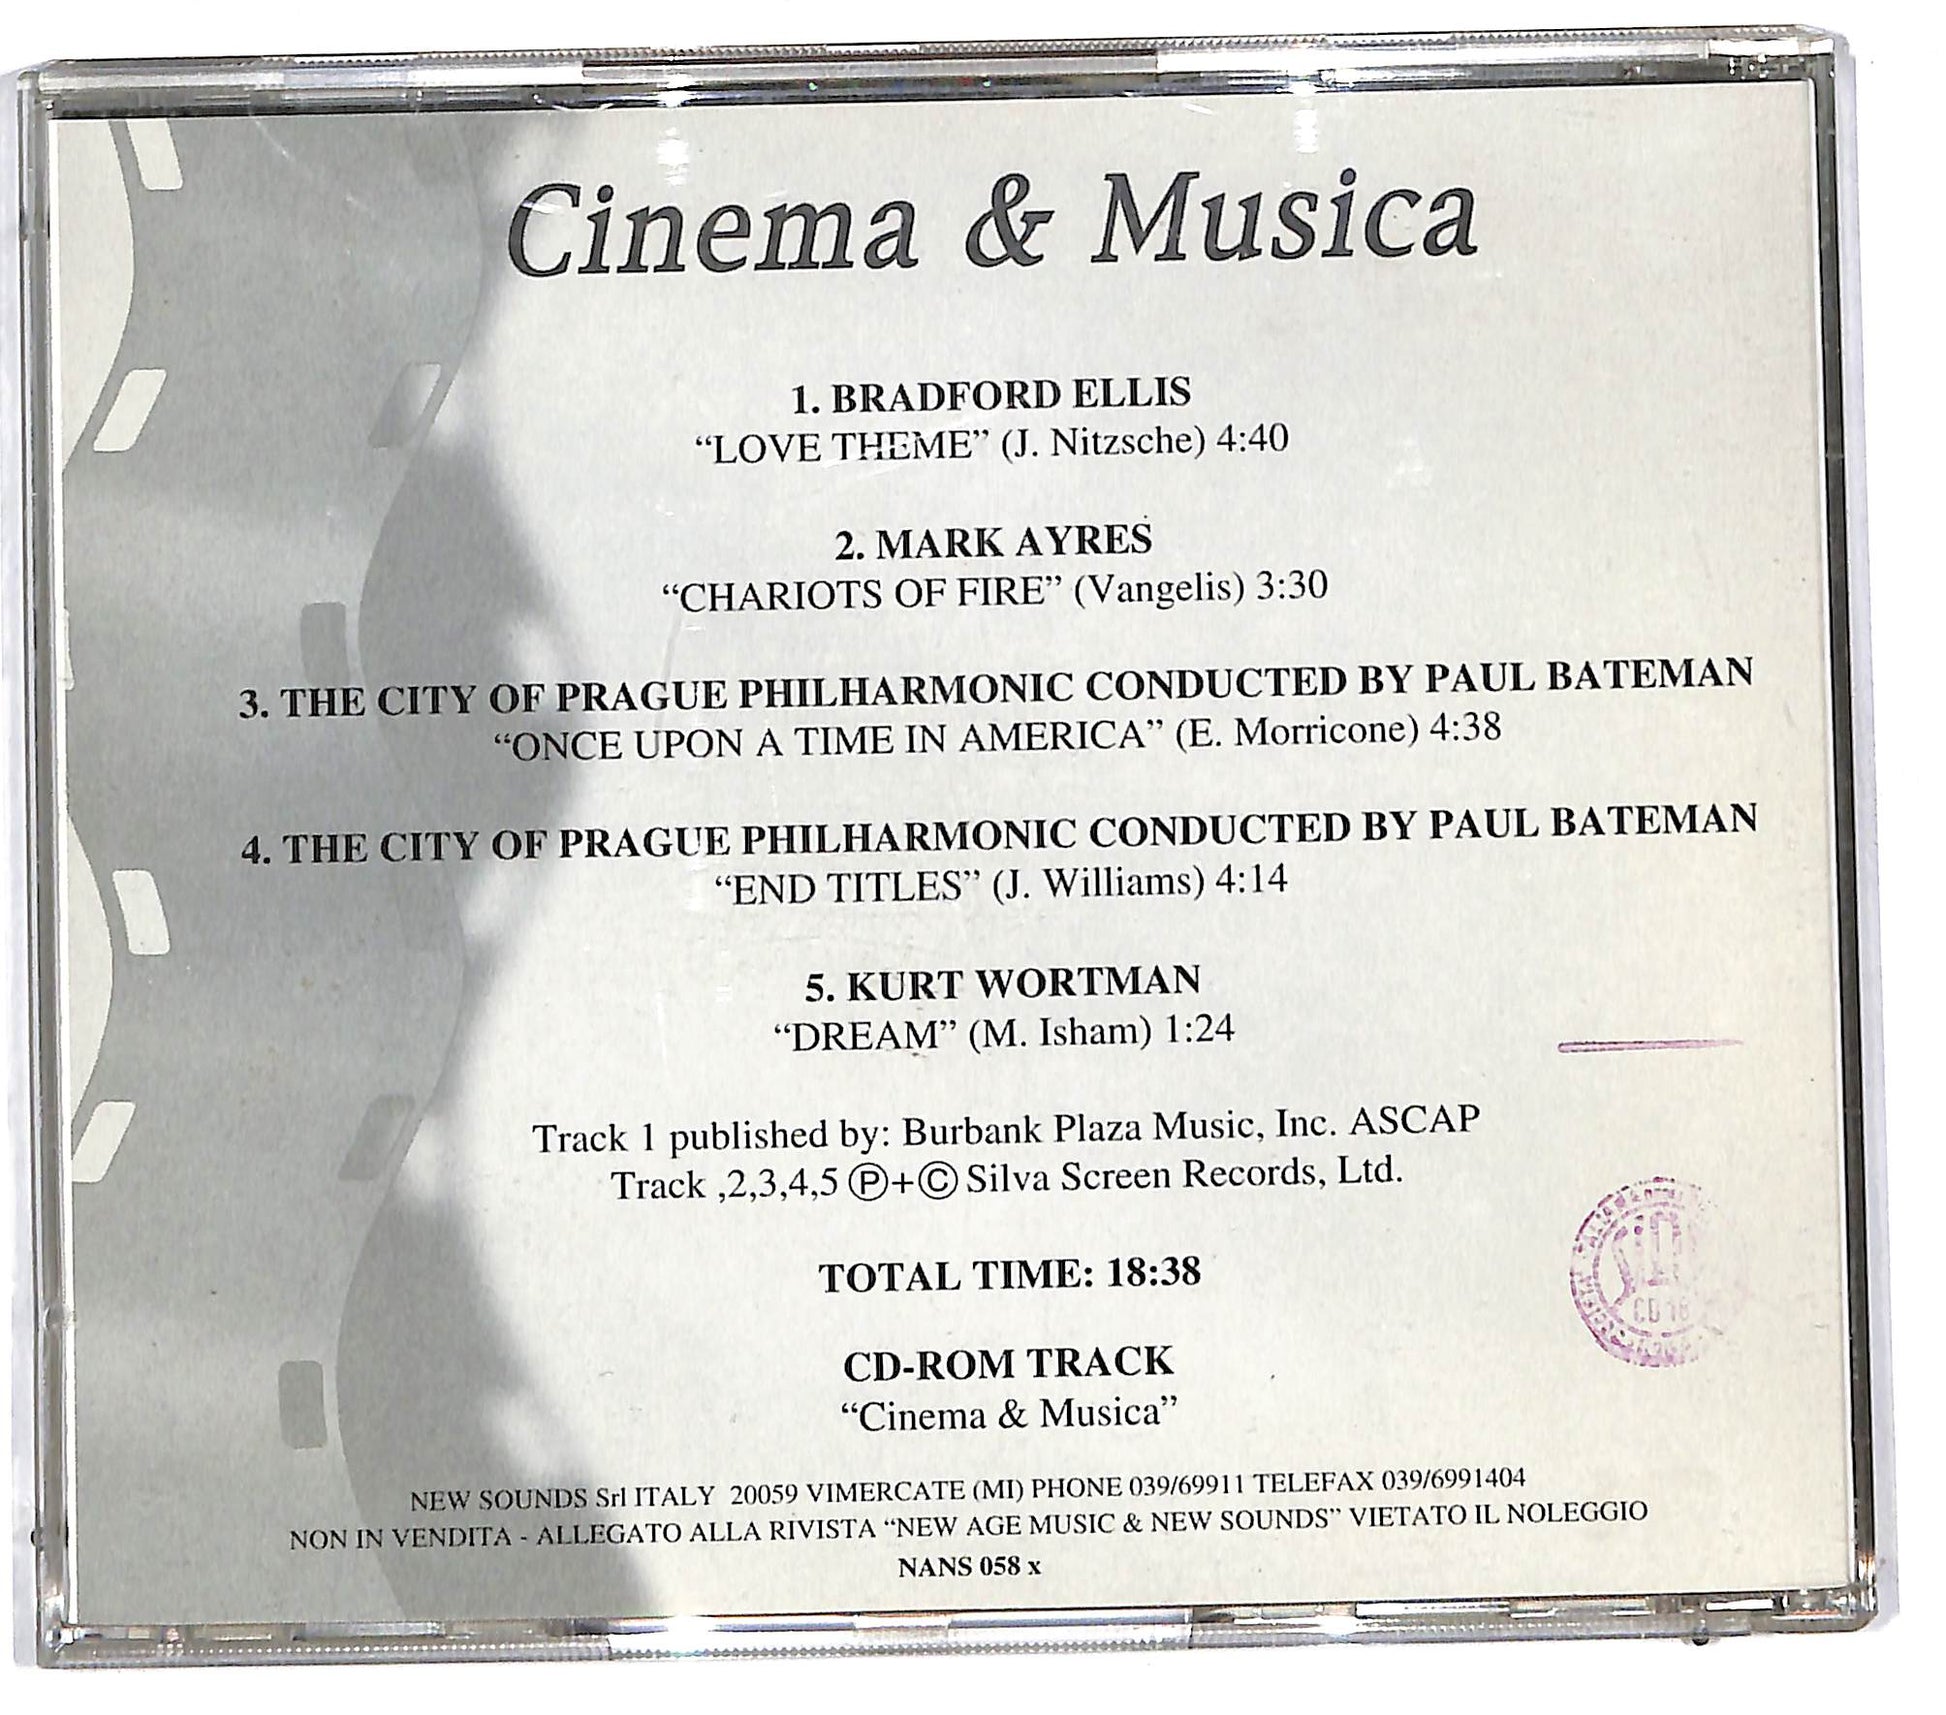 Cinema & Musica
1. BRADFORD ELLIS
“LOVE THEME” (J. Nitzsche) 4:40
2. MARK AYRES
“CHARIOTS OF FIRE” (Vangelis) 3:30
3. THE CITY OF PRAGUE PHILHARMONIC CONDUCTED BY PAUL BATEMAN
“ONCE UPON A TIME IN AMERICA” (E. Morricone) 4:38
4. THE CITY OF PRAGUE PHILHARMONIC CONDUCTED BY PAUL BATEMAN
“END TITLES” (J. Williams) 4:14
5. KURT WORTMAN
“DREAM” (M. Isham) 1:24
Track 1 published by: Burbank Plaza Music, Inc. ASCAP
Track ,2,3,4,5 Ⓟ+© Silva Screen Records, Ltd.
TOTAL TIME: 18:38
CD-ROM TRACK
“Cinema & Musica”
NEW SOUNDS Srl ITALY 20059 VIMERCATE (MI) PHONE 039/69911 TELEFAX 039/6991404
NON IN VENDITA - ALLEGATO ALLA RIVISTA “NEW AGE MUSIC & NEW SOUNDS” VIETATO IL NOLEGGIO
NANS 058 x